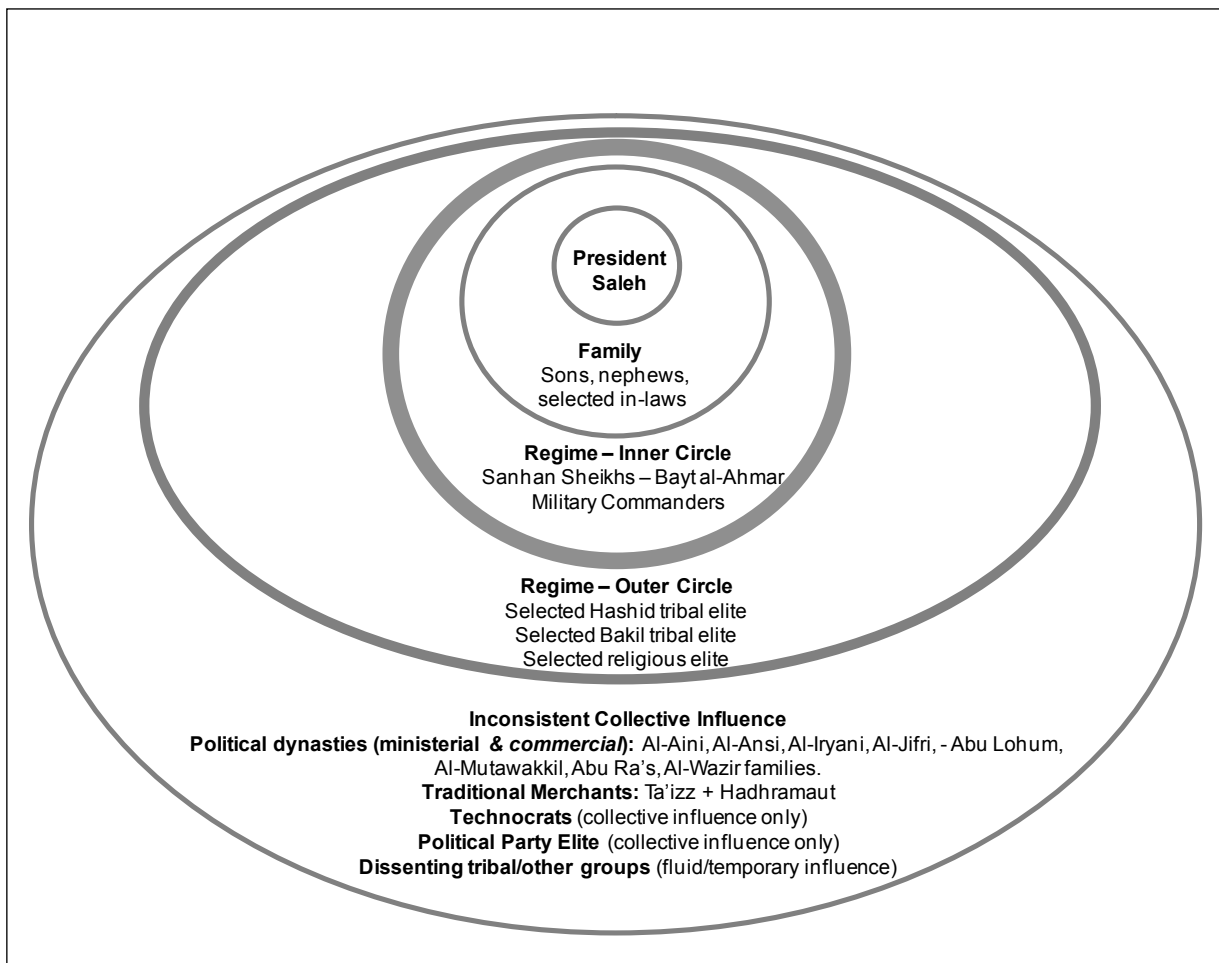 President
Saleh
Family
Sons, nephews,
selected in-laws
Regime – Inner Circle
Sanhan Sheikhs – Bayt al-Ahmar
Military Commanders
Regime – Outer Circle
Selected Hashid tribal elite
Selected Bakil tribal elite
Selected religious elite
Inconsistent Collective Influence
Political dynasties (ministerial & commercial): Al-Aini, Al-Ansi, Al-Iryani, Al-Jifri, - Abu Lohum,
Al-Mutawakkil, Abu Ra's, Al-Wazir families.
Traditional Merchants: Ta'izz + Hadhramaut
Technocrats (collective influence only)
Political Party Elite (collective influence only)
Dissenting tribal/other groups (fluid/temporary influence)